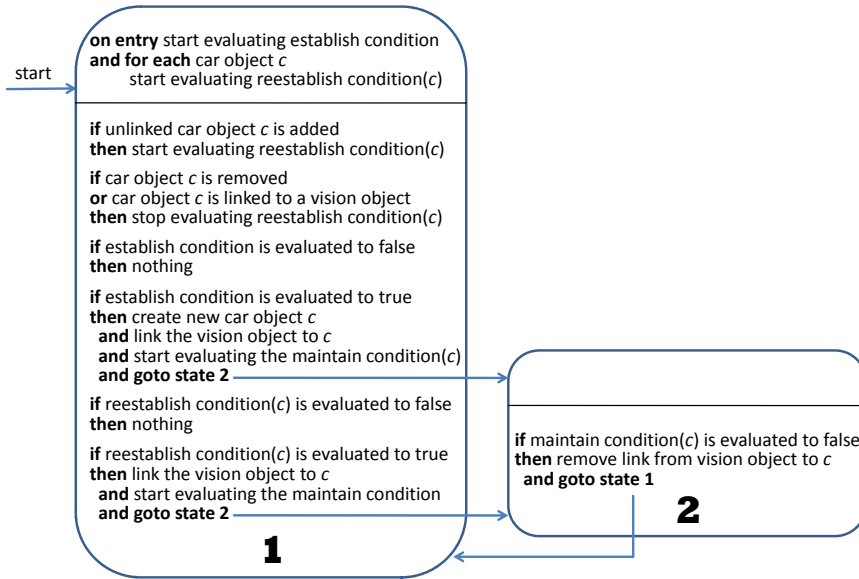 start
on entry start evaluating establish condition
and for each car object c
start evaluating reestablish condition(c)
if unlinked car object c is added
then start evaluating reestablish condition(c)
if car object c is removed
or car object c is linked to a vision object
then stop evaluating reestablish condition(c)
if establish condition is evaluated to false
then nothing
if establish condition is evaluated to true
then create new car object c
and link the vision object to c
and start evaluating the maintain condition(c)
and goto state 2
if reestablish condition(c) is evaluated to false
then nothing
if reestablish condition(c) is evaluated to true
then link the vision object to c
and start evaluating the maintain condition
and goto state 2
1
if maintain condition(c) is evaluated to false
then remove link from vision object to c
and goto state 1
2